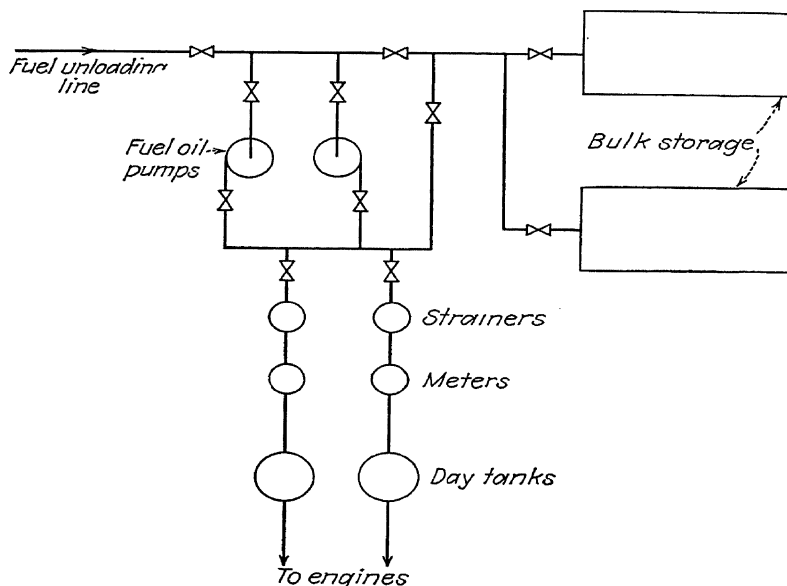 Fuel unloading
line
Fuel oil
pumps
Bulk storage
Strainers
Meters
Day tanks
To engines